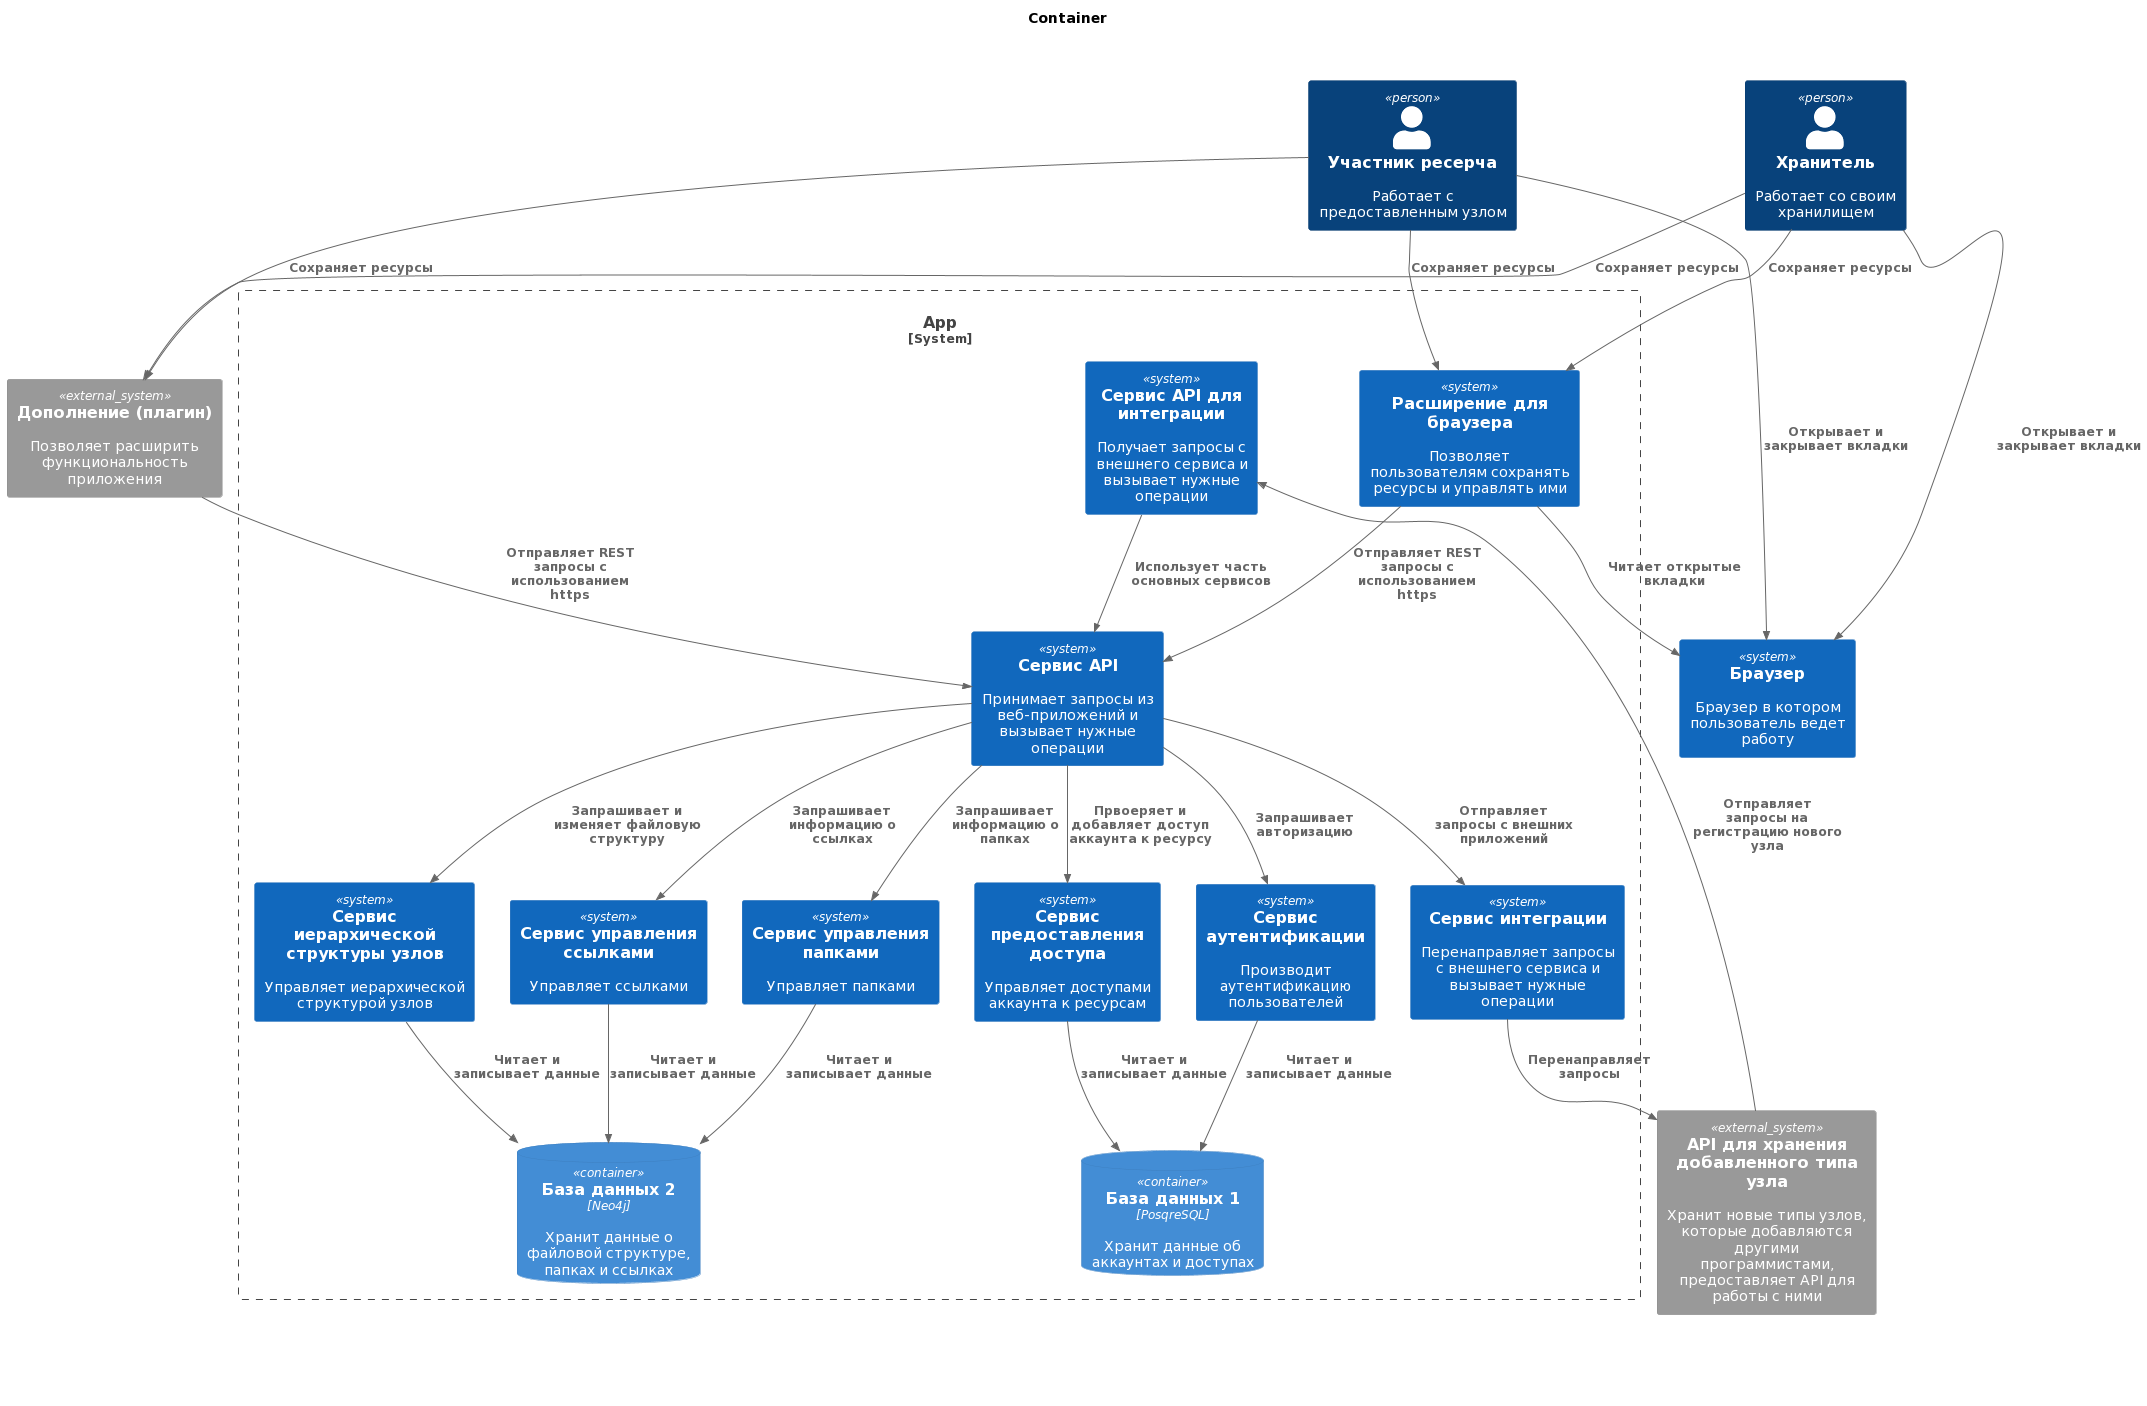 Container
«person»
Участник ресерча
Работает с
предоставленным узлом
«person»
Хранитель
Работает со своим
хранилищем
Сохраняет ресурсы
Сохраняет ресурсы
Сохраняет ресурсы
Сохраняет ресурсы
App
[System]
«external_system»
Дополнение (плагин)
Позволяет расширить
функциональность
приложения
«system»
Сервис API для
интеграции
Получает запросы с
внешнего сервиса и
вызывает нужные
операции
«system»
Расширение для
браузера
Позволяет
пользователям сохранять
ресурсы и управлять ими
Открывает и
закрывает вкладки
Открывает и
закрывает вкладки
Отправляет REST
запросы с
использованием
https
Использует часть
основных сервисов
Отправляет REST
запросы с
использованием
https
Читает открытые
вкладки
«system»
Сервис API
Принимает запросы из
веб-приложений и
вызывает нужные
операции
«system»
Браузер
Браузер в котором
пользователь ведет
работу
Запрашивает и
изменяет файловую
структуру
Запрашивает
информацию о
ссылках
Запрашивает
информацию о
папках
Првоеряет и
добавляет доступ
аккаунта к ресурсу
Запрашивает
авторизацию
Отправляет
запросы с внешних
приложений
Отправляет
запросы на
регистрацию нового
узла
«system»
Сервис
иерархической
структуры узлов
Управляет иерархической
структурой узлов
«system»
Сервис управления
ссылками
Управляет ссылками
«system»
Сервис управления
папками
Управляет папками
«system»
Сервис
предоставления
доступа
Управляет доступами
аккаунта к ресурсам
«system»
Сервис
аутентификации
Производит
аутентификацию
пользователей
«system»
Сервис интеграции
Перенаправляет запросы
с внешнего сервиса и
вызывает нужные
операции
Читает и
записывает данные
Читает и
записывает данные
Читает и
записывает данные
Читает и
записывает данные
Читает и
записывает данные
Перенаправляет
запросы
«container»
База данных 2
[Neo4j]
Хранит данные о
файловой структуре,
папках и ссылках
«container»
База данных 1
[PosqreSQL]
Хранит данные об
аккаунтах и доступах
«external_system»
API для хранения
добавленного типа
узла
Хранит новые типы узлов,
которые добавляются
другими
программистами,
предоставляет API для
работы с ними